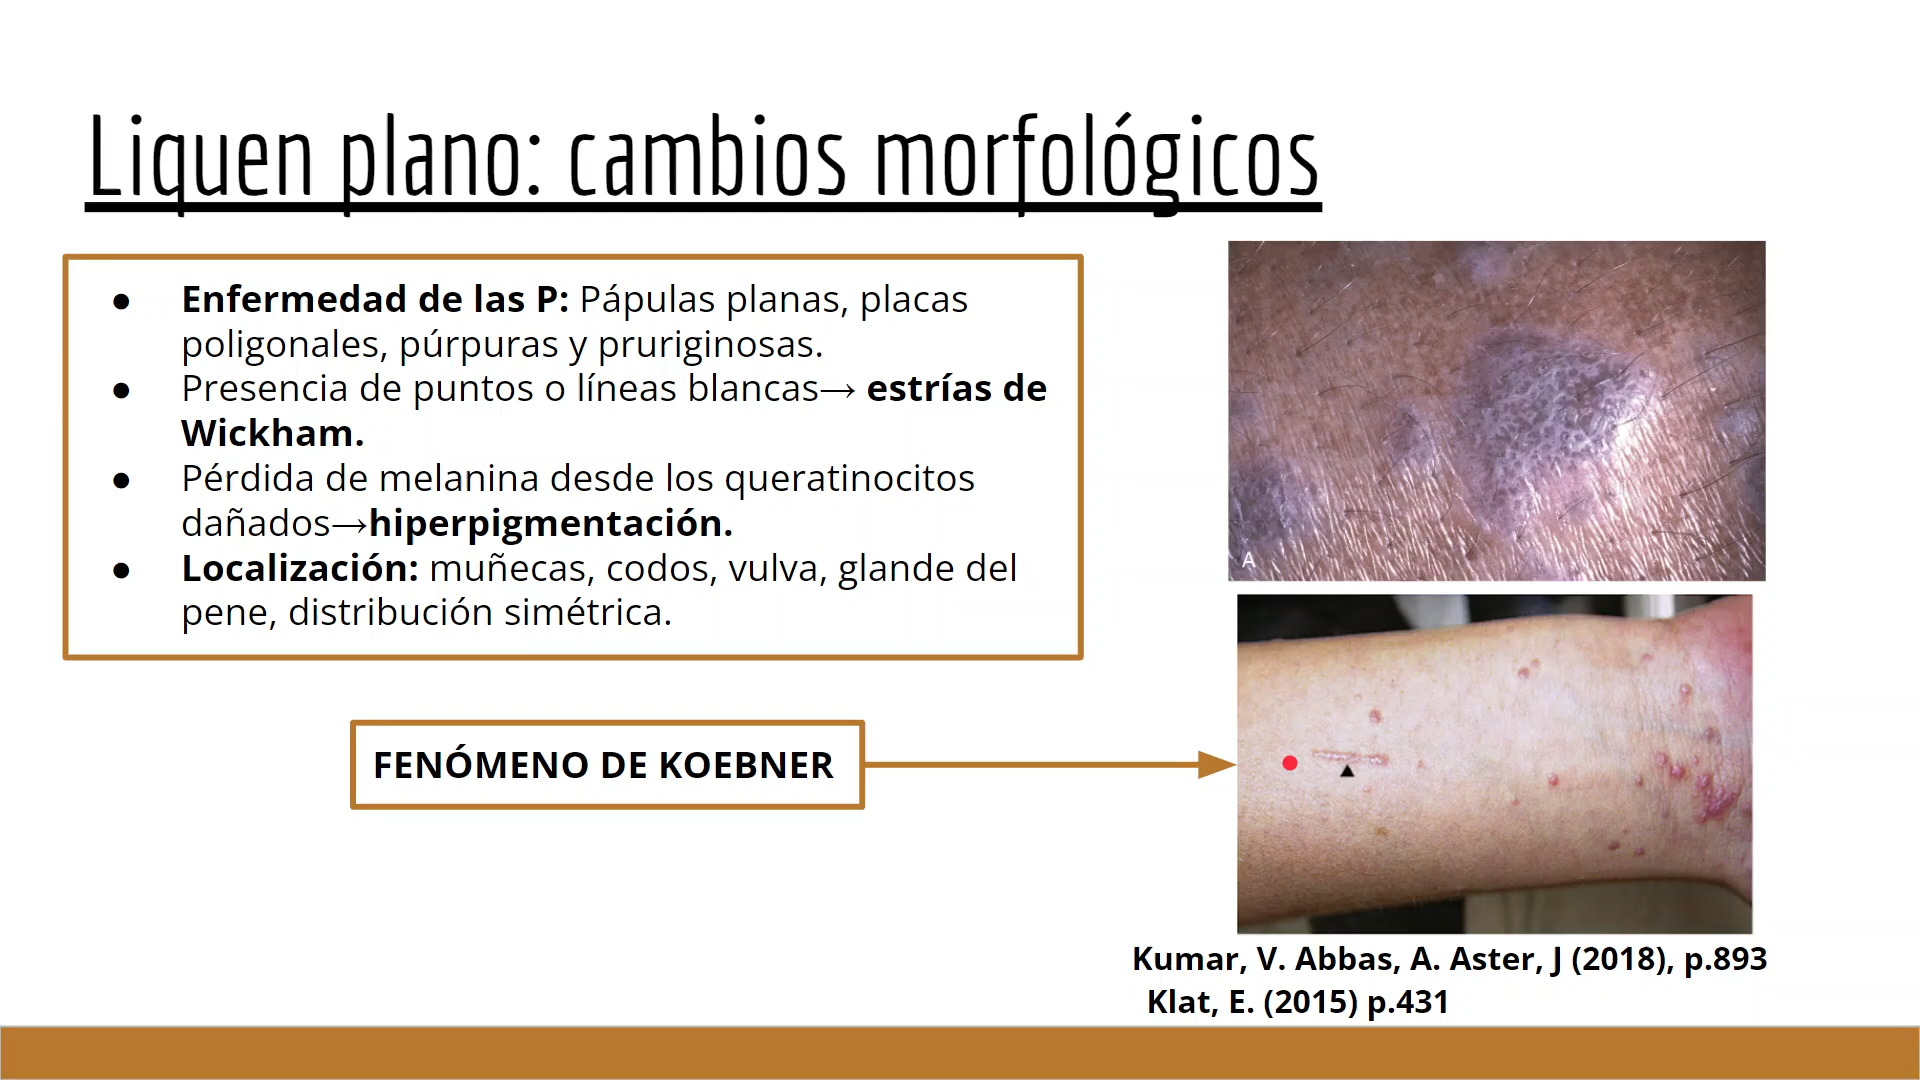 Liquen plano: cambios morfológicos
● Enfermedad de las P: Pápulas planas, placas
poligonales, púrpuras y pruriginosas.
● Presencia de puntos o líneas blancas→ estrías de
Wickham.
● Pérdida de melanina desde los queratinocitos
dañados→hiperpigmentación.
● Localización: muñecas, codos, vulva, glande del
pene, distribución simétrica.
A
FENÓMENO DE KOEBNER
Kumar, V. Abbas, A. Aster, J (2018), p.893
Klat, E. (2015) p.431